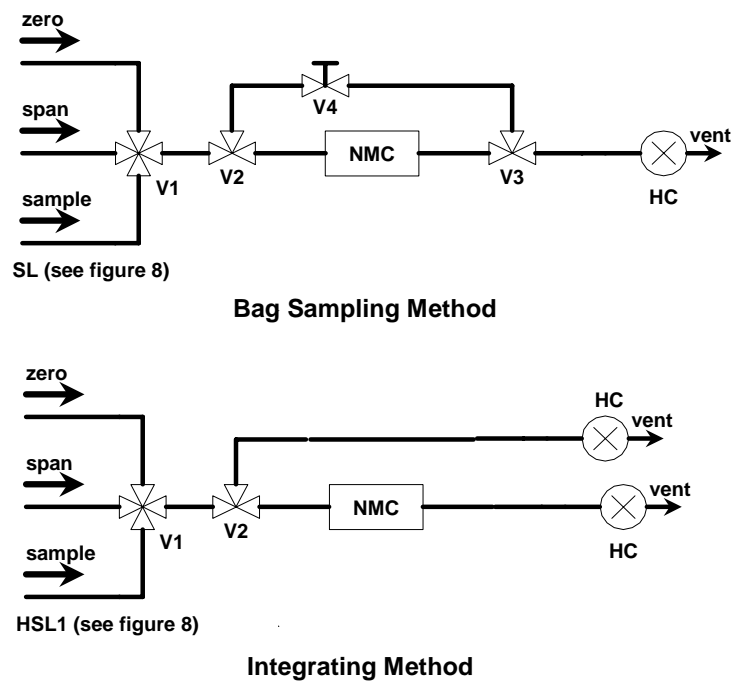 zero
V4
span
NMC
vent
V1
V2
V3
HC
sample
SL (see figure 8)
Bag Sampling Method
zero
HC
vent
span
NMC
vent
V1
V2
HC
sample
HSL1 (see figure 8)
Integrating Method